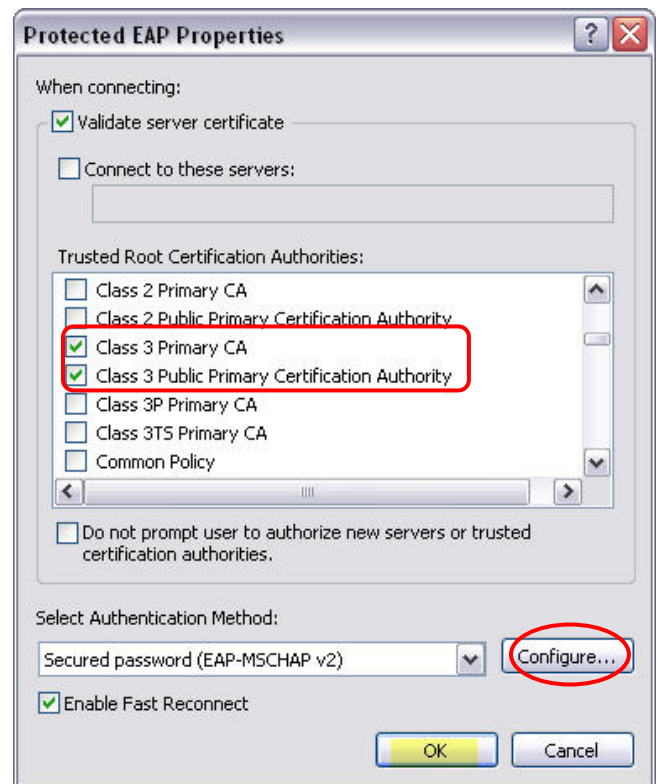 Protected EAP Properties
?
When connecting:
Validate server certificate
Connect to these servers:
Trusted Root Certification Authorities:
Class 2 Primary CA
Class 2 Public Primary Certification Authority
Class 3 Primary CA
Class 3 Public Primary Certification Authority
Class 3P Primary CA
Class 3TS Primary CA
Common Policy
Do not prompt user to authorize new servers or trusted
certification authorities.
Select Authentication Method:
Secured password (EAP-MSCHAP v2)
Configure...
Enable Fast Reconnect
OK
Cancel